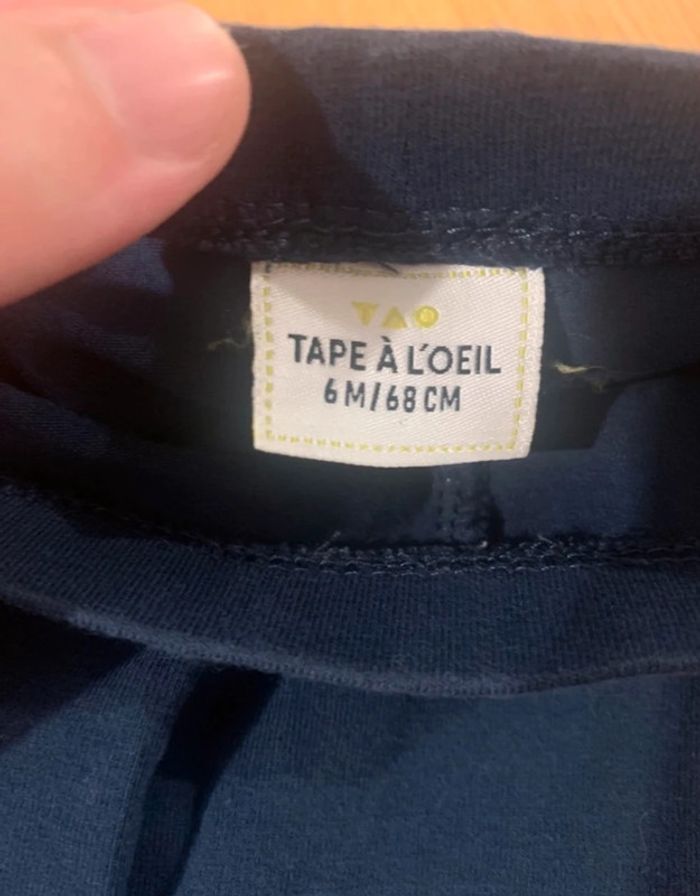 TAO
TAPE À L'OEIL
6M/68CM